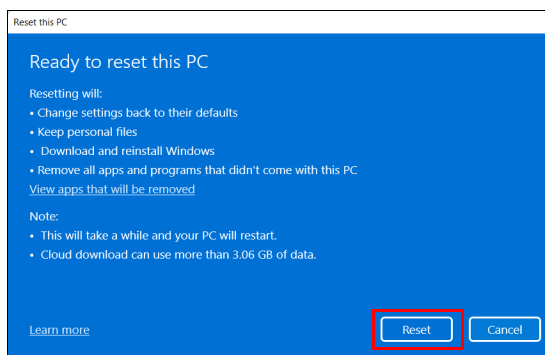 Reset this PC
Ready to reset this PC
Resetting will:
• Change settings back to their defaults
• Keep personal files
• Download and reinstall Windows
• Remove all apps and programs that didn't come with this PC
View apps that will be removed
Note:
• This will take a while and your PC will restart.
• Cloud download can use more than 3.06 GB of data.
Learn more
Reset
Cancel